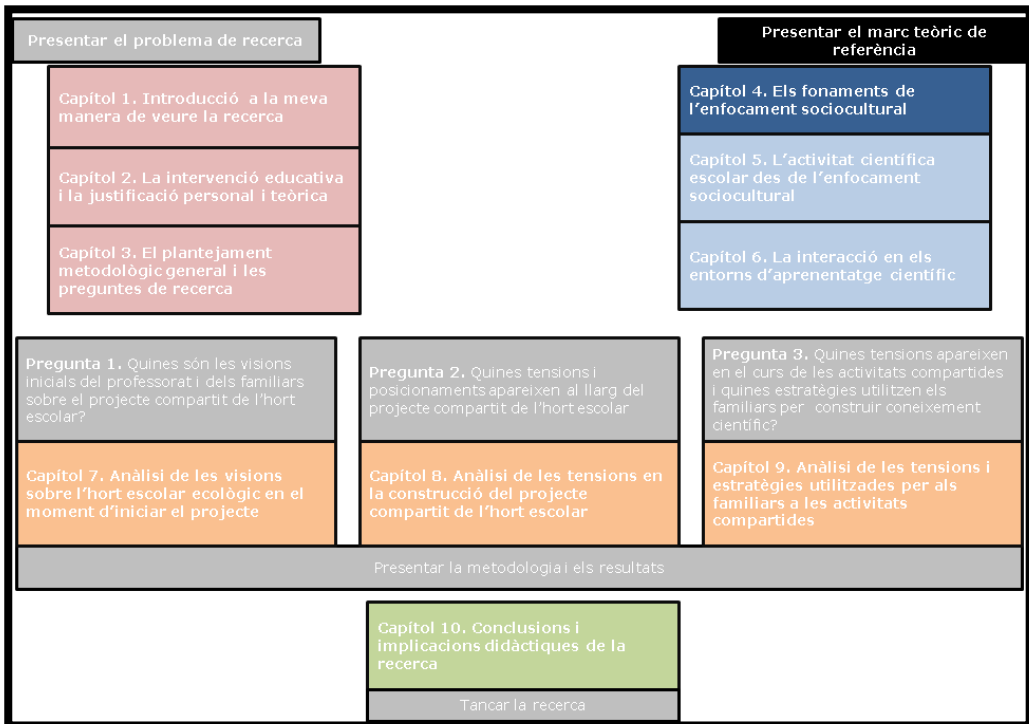 Presentar el problema de recerca
Presentar el marc teòric de
referència
Capítol 1. Introducció a la meva
manera de veure la recerca
Capítol 2. La intervenció educativa
i la justificació personal i teòrica
Capítol 3. El plantejament
metodològic general i les
preguntes de recerca
Capítol 4. Els fonaments de
l'enfocament sociocultural
Capítol 5. L'activitat científica
escolar des de l'enfocament
sociocultural
Capítol 6. La interacció en els
entorns d'aprenentatge científic
Pregunta 1. Quines són les visions
inicials del professorat i dels familiars
sobre el projecte compartit de l'hort
escolar?
Pregunta 2. Quines tensions i
posicionaments apareixen al llarg del
projecte compartit de l'hort escolar
Pregunta 3. Quines tensions apareixen
en el curs de les activitats compartides
i quines estratègies utilitzen els
familiars per construir coneixement
científic?
Capítol 7. Anàlisi de les visions
sobre l'hort escolar ecològic en el
moment d'iniciar el projecte
Capítol 8. Anàlisi de les tensions en
la construcció del projecte
compartit de l'hort escolar
Capítol 9. Anàlisi de les tensions i
estratègies utilitzades per als
familiars a les activitats
compartides
Presentar la metodologia i els resultats
Capítol 10. Conclusions i
implicacions didàctiques de la
recerca
Tancar la recerca